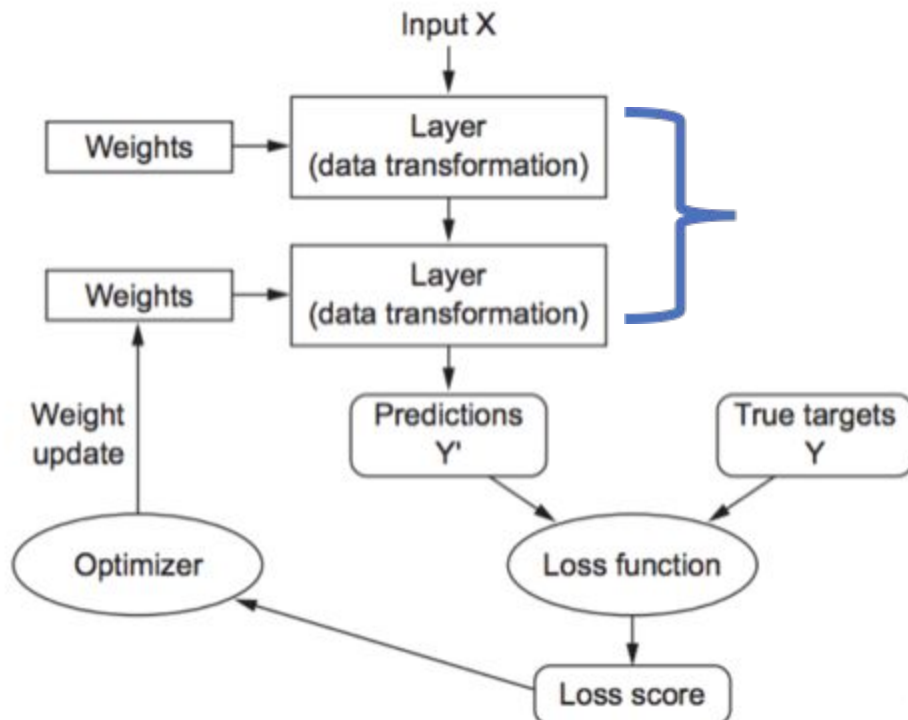 Input X
Layer
(data transformation)
Weights
Layer
(data transformation)
Weights
Weight
update
Predictions
Y'
True targets
Y
Optimizer
Loss function
Loss score